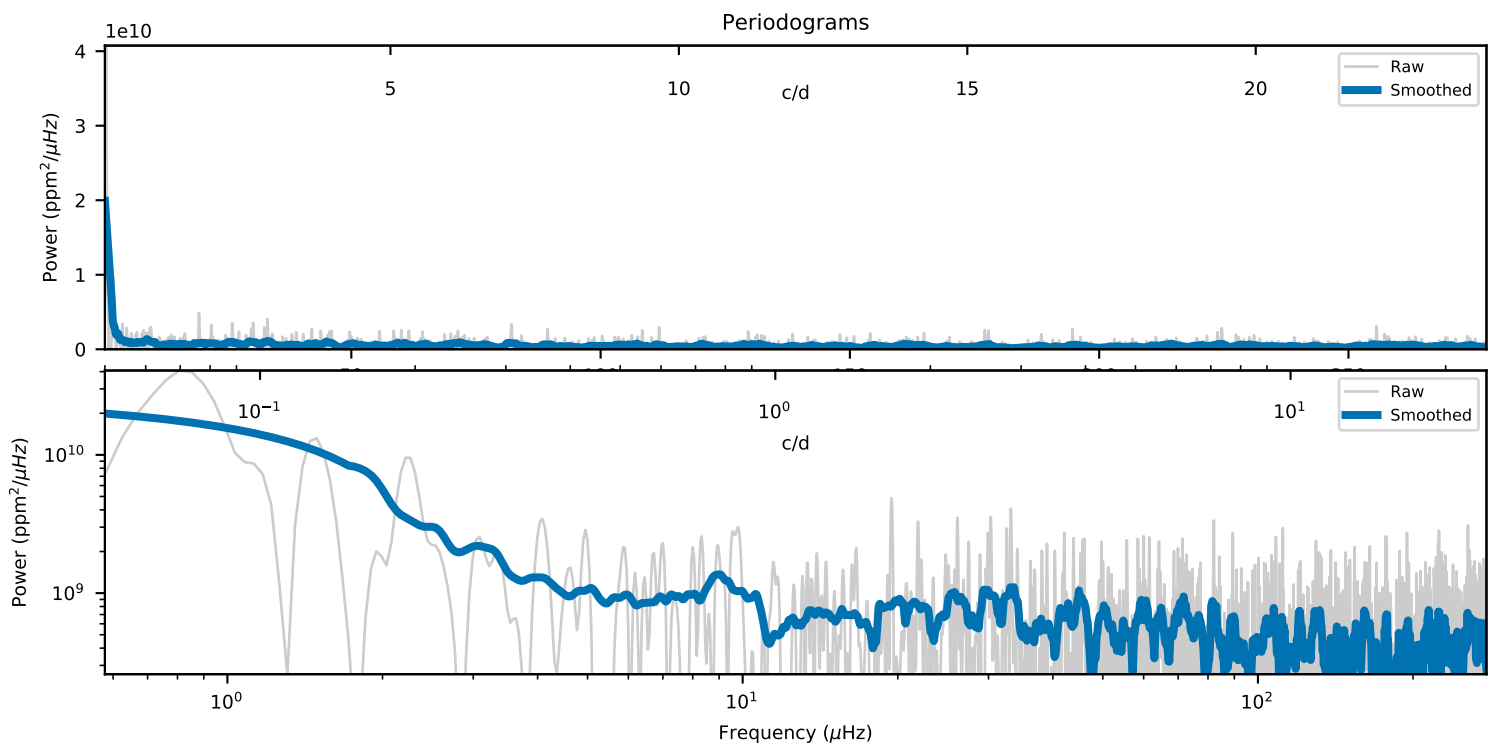 Periodograms
1e10
4
3
2
1
0
Power (ppm²/μHz)
5 10 15 20
c/d
Raw
Smoothed
10⁻¹ 10⁰ 10¹
c/d
Raw
Smoothed
10¹⁰
10⁹
Power (ppm²/μHz)
10⁰ 10¹ 10²
Frequency (μHz)